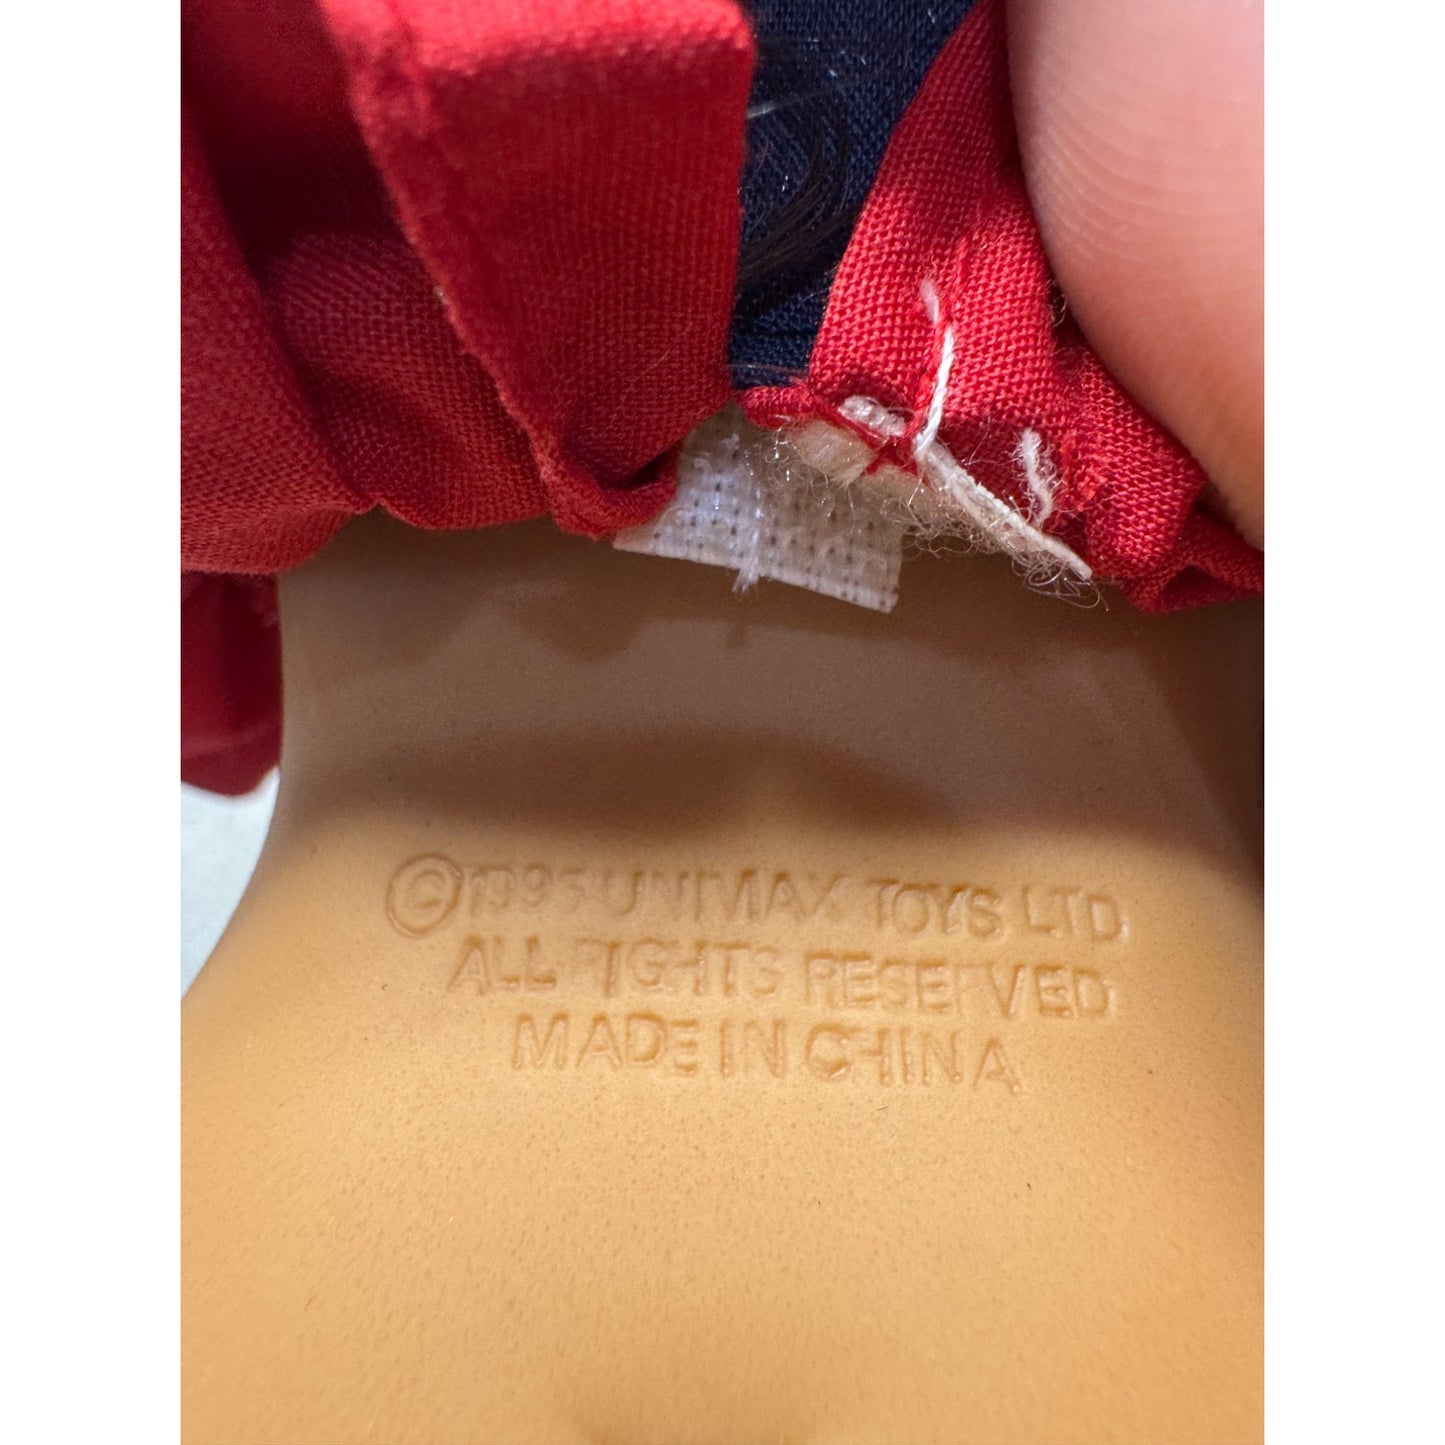 ©1995 UNIMAX TOYS LTD
ALL RIGHTS RESERVED
MADE IN CHINA